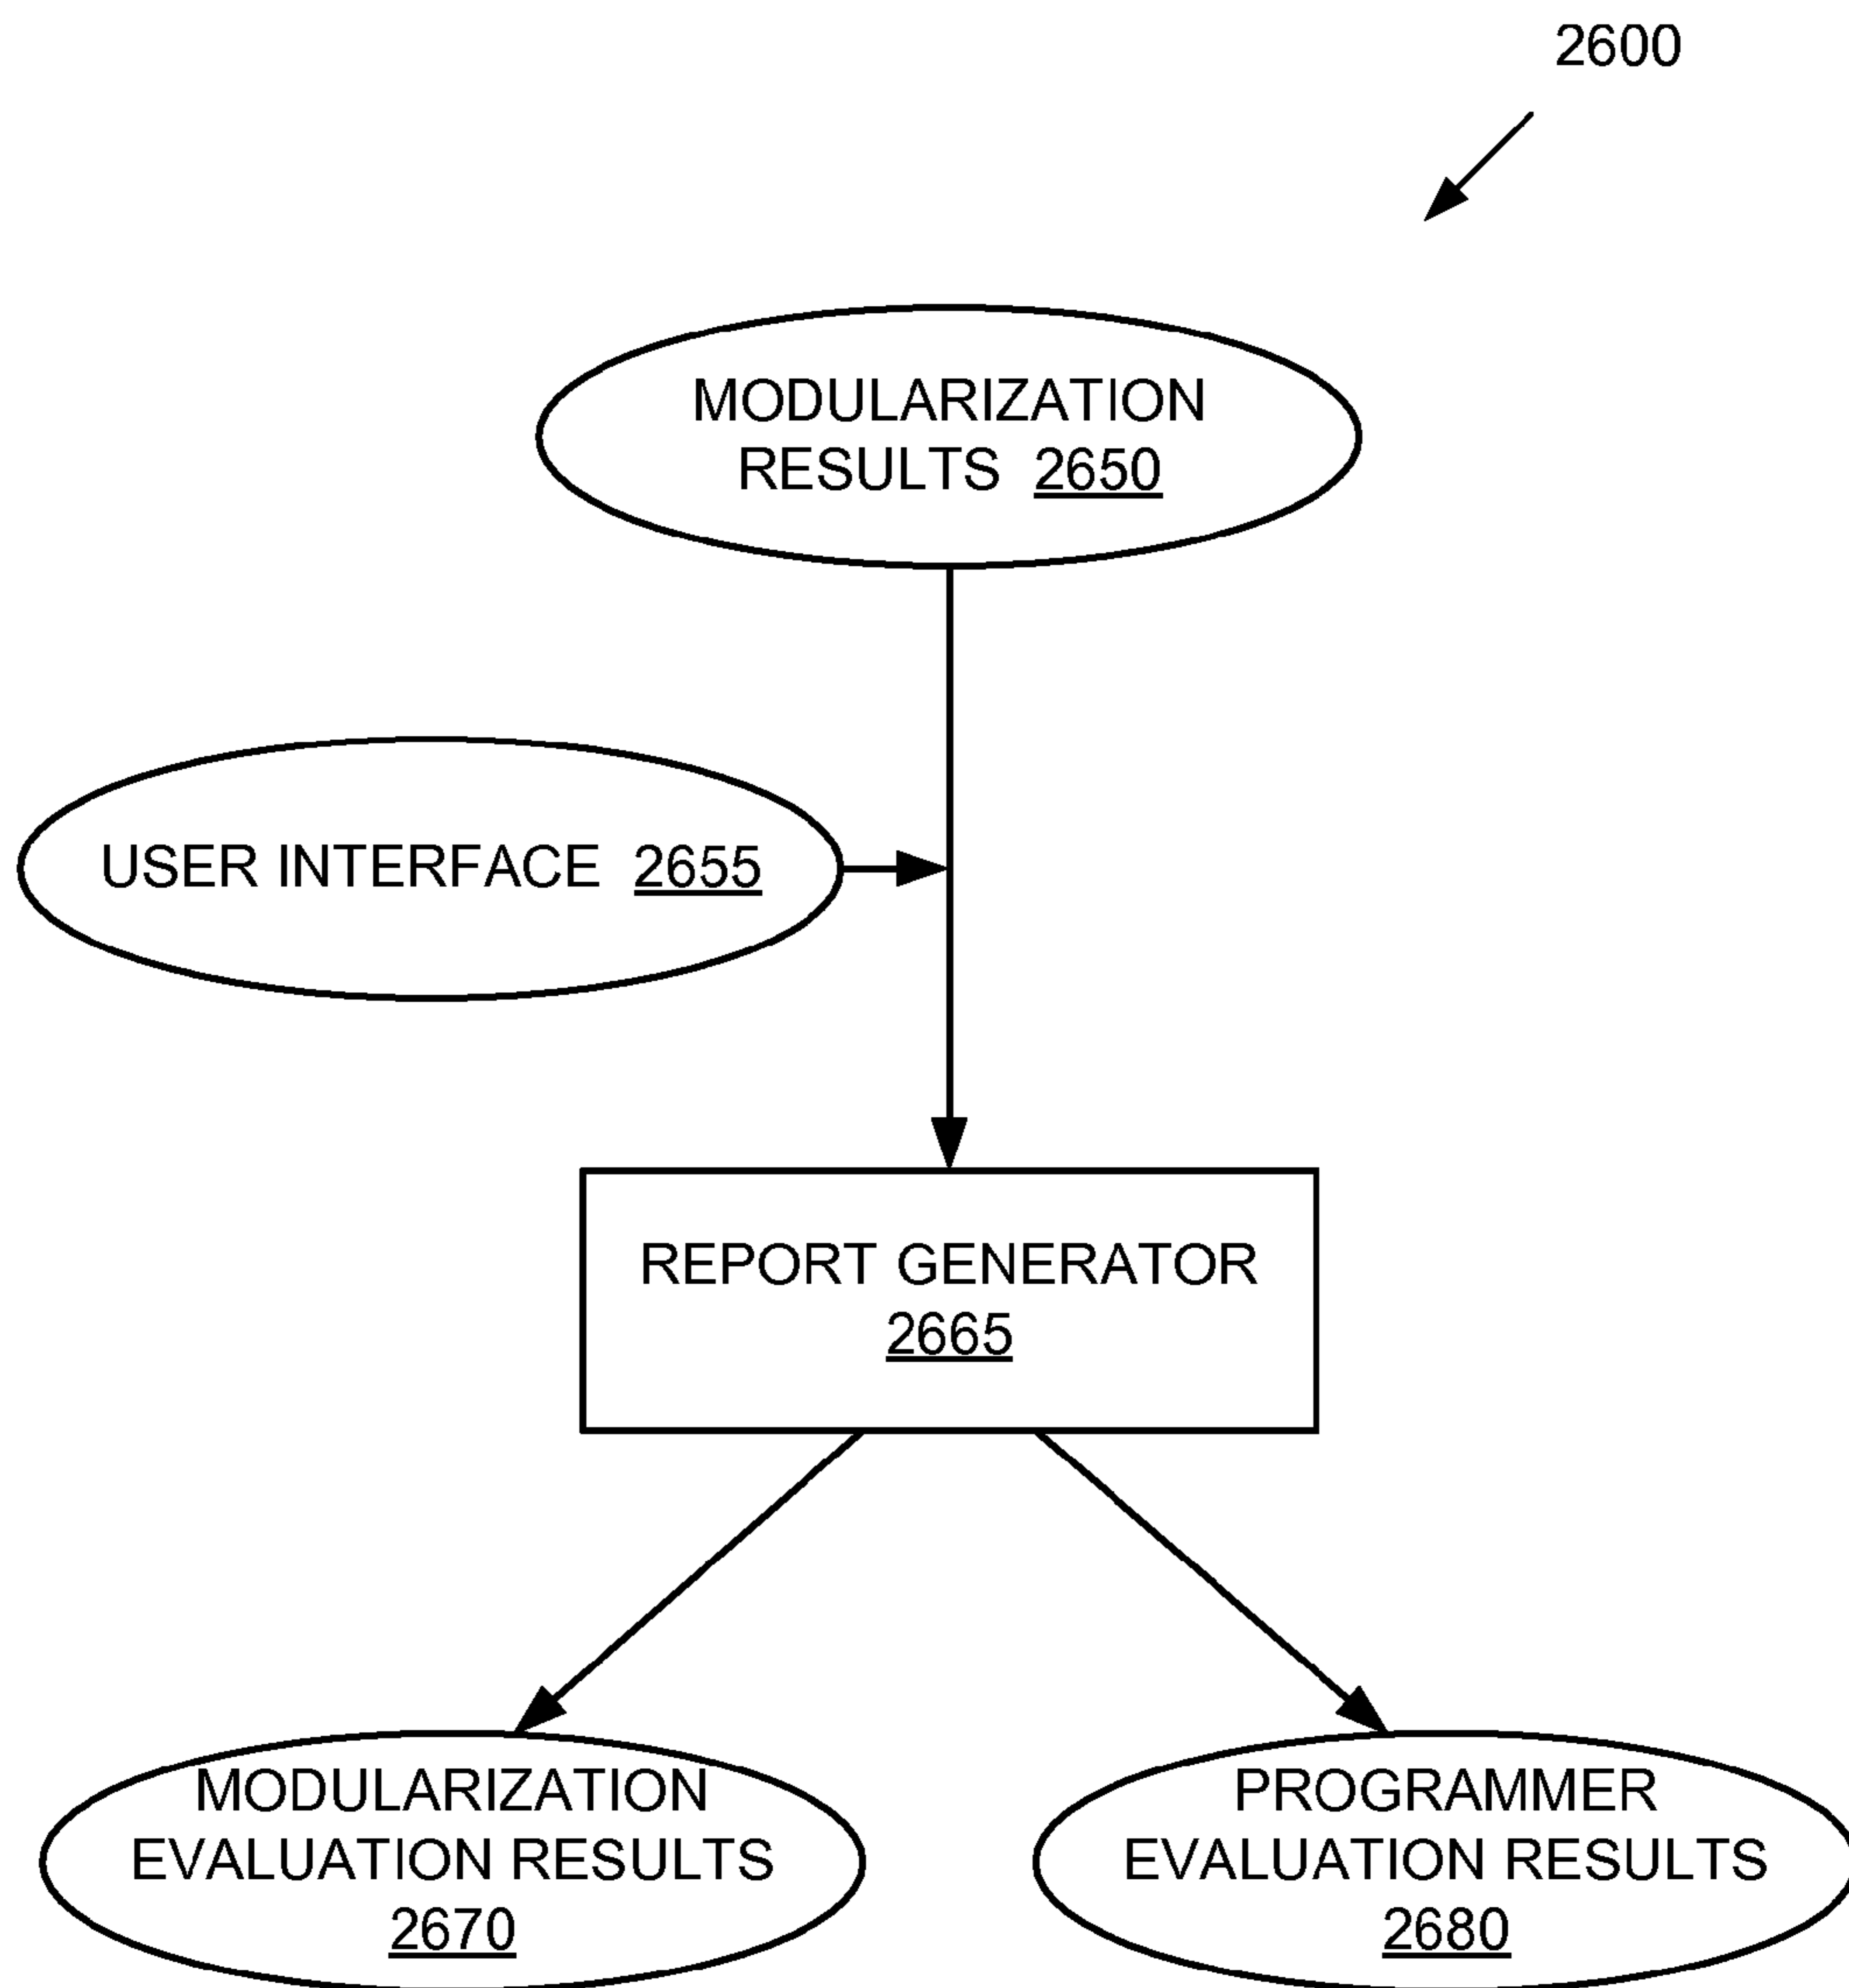 2600
MODULARIZATION
RESULTS 2650
USER INTERFACE 2655
REPORT GENERATOR
2665
MODULARIZATION
EVALUATION RESULTS
2670
PROGRAMMER
EVALUATION RESULTS
2680